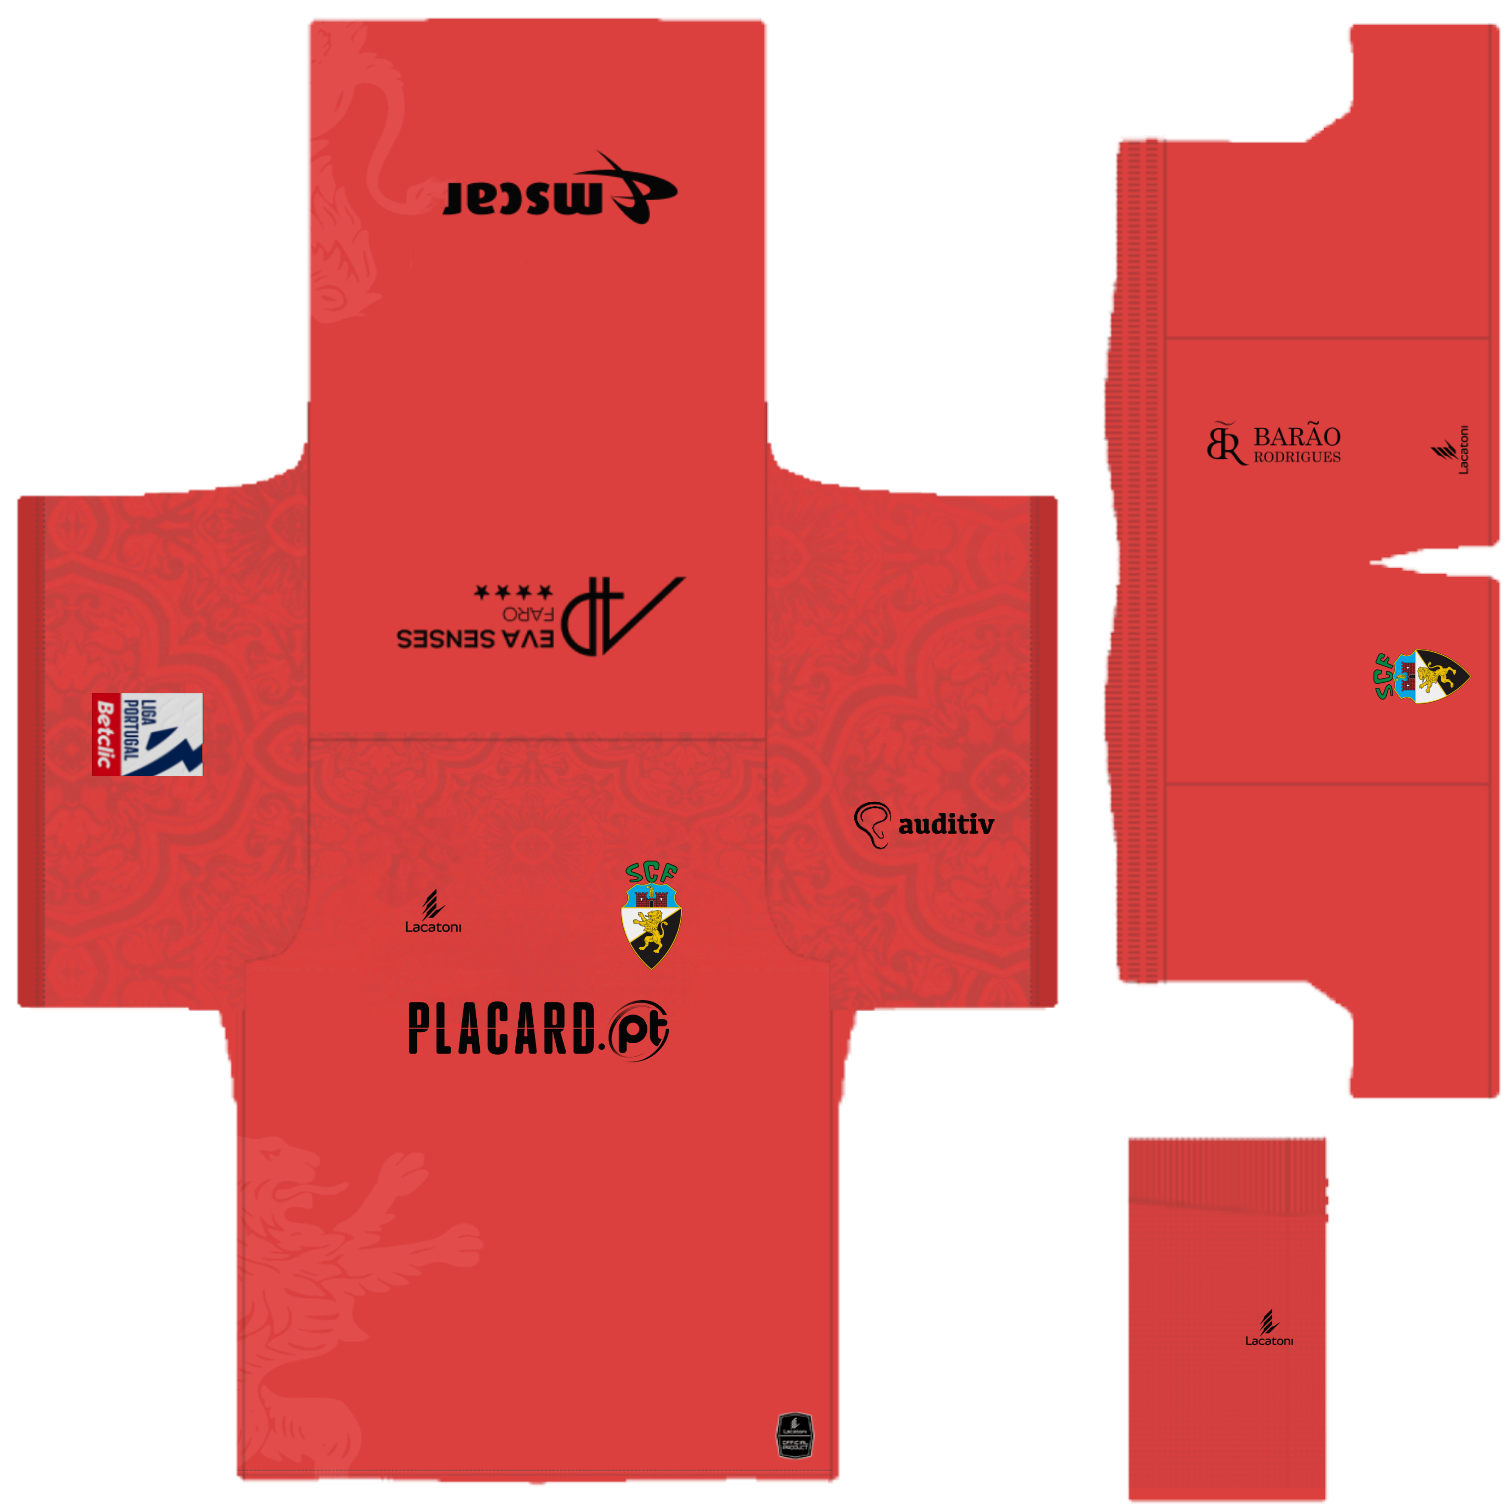 mscar
EVA SENSES
FARO
LIGA
PORTUGAL
Betclic
auditiv
SCF
Lacatoni
PLACARD.pt
Lacatoni
OFFICIAL
PRODUCT
BARÃO
RODRIGUES
BR
Lacatoni
SCF
Lacatoni